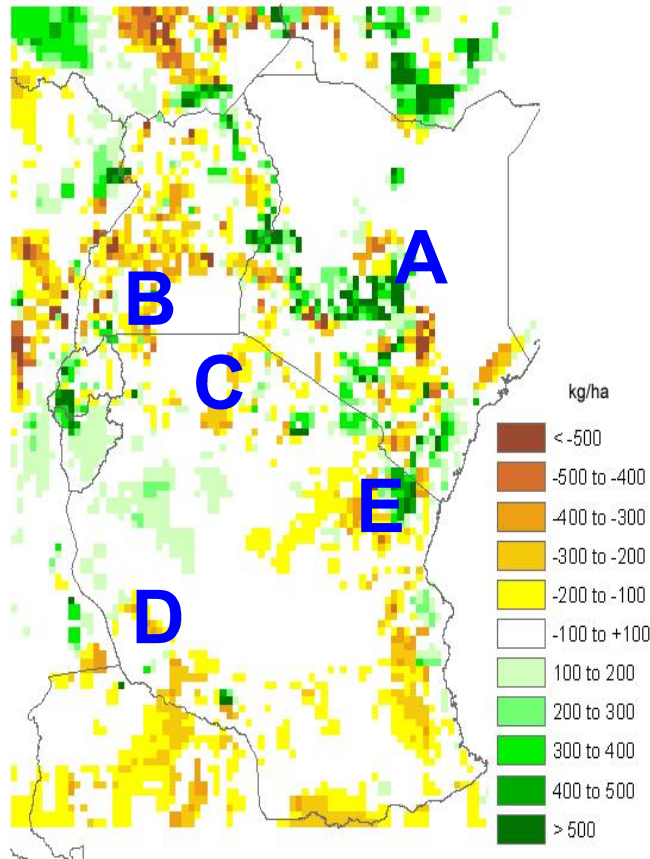 A
B
C
E
D
kg/ha
< -500
-500 to -400
-400 to -300
-300 to -200
-200 to -100
-100 to +100
100 to 200
200 to 300
300 to 400
400 to 500
> 500